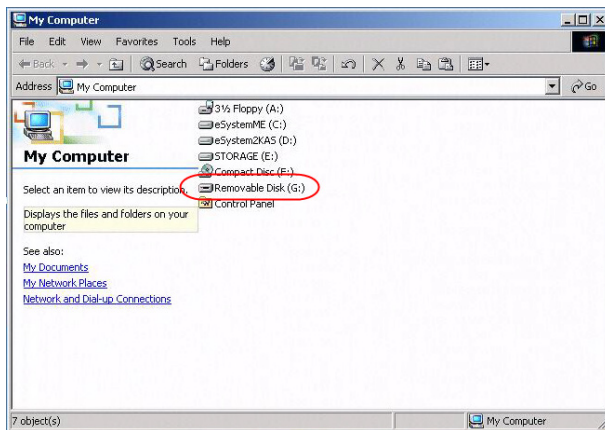 My Computer
File Edit View Favorites Tools Help
Back Search Folders
Address My Computer Go
3½ Floppy (A:)
eSystemME (C:)
eSystem2KAS (D:)
STORAGE (E:)
Compact Disc (F:)
Removable Disk (G:)
Control Panel
My Computer
Select an item to view its description.
Displays the files and folders on your
computer
See also:
My Documents
My Network Places
Network and Dial-up Connections
7 object(s) My Computer